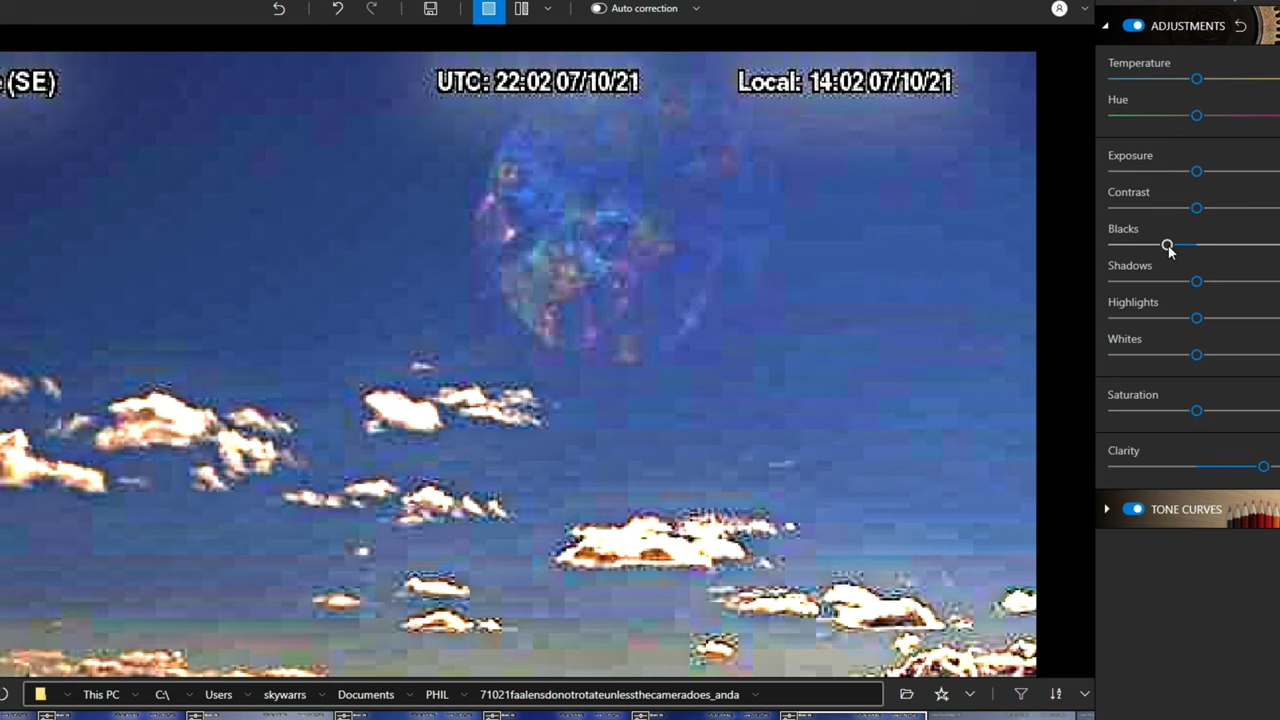 Auto correction
ADJUSTMENTS
(SE) UTC: 22:02 07/10/21 Local: 14:02 07/10/21
Temperature
Hue
Exposure
Contrast
Blacks
Shadows
Highlights
Whites
Saturation
Clarity
TONE CURVES
This PC C:\ Users skywarrs Documents PHIL 71021faalensdonotrotateunlessthecameradoes_anda